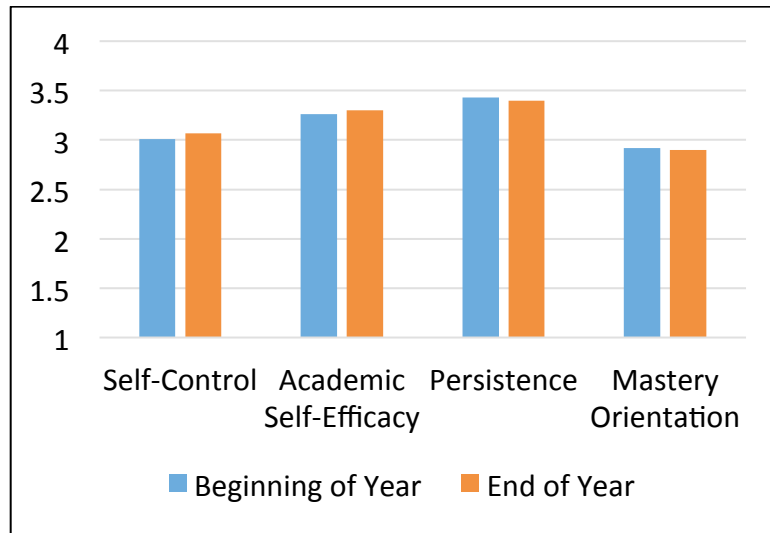 4
3.5
3
2.5
2
1.5
1
Self-Control Academic Persistence Mastery
Self-Efficacy Orientation
Beginning of Year End of Year